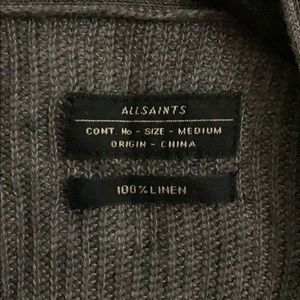 ALLSAINTS
CONT. No - SIZE - MEDIUM
ORIGIN - CHINA
100% LINEN